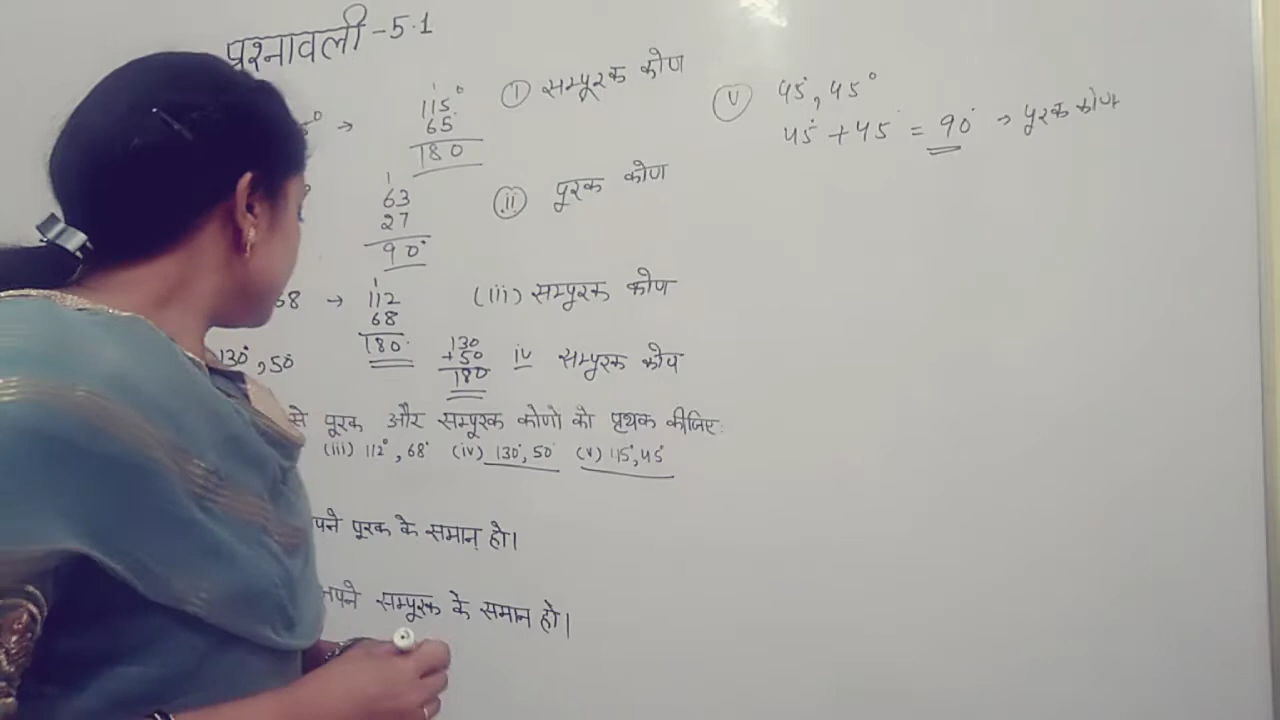 प्रश्नावली-5.1
5° →
115°
65
180
① सम्पूरक कोण
63
27
90°
ii पूरक कोण
68 →
112
68
180°
(iii) सम्पूरक कोण
130°, 50°
130
+50
180
iv सम्पूरक कोण
से पूरक और सम्पूरक कोणो को पृथक कीजिए:
(iii) 112°, 68° (iv) 130°, 50° (v) 45°, 45°
पने पूरक के समान हो।
अपने सम्पूरक के समान हो।
V 45°, 45°
45° + 45° = 90° → पूरक कोण